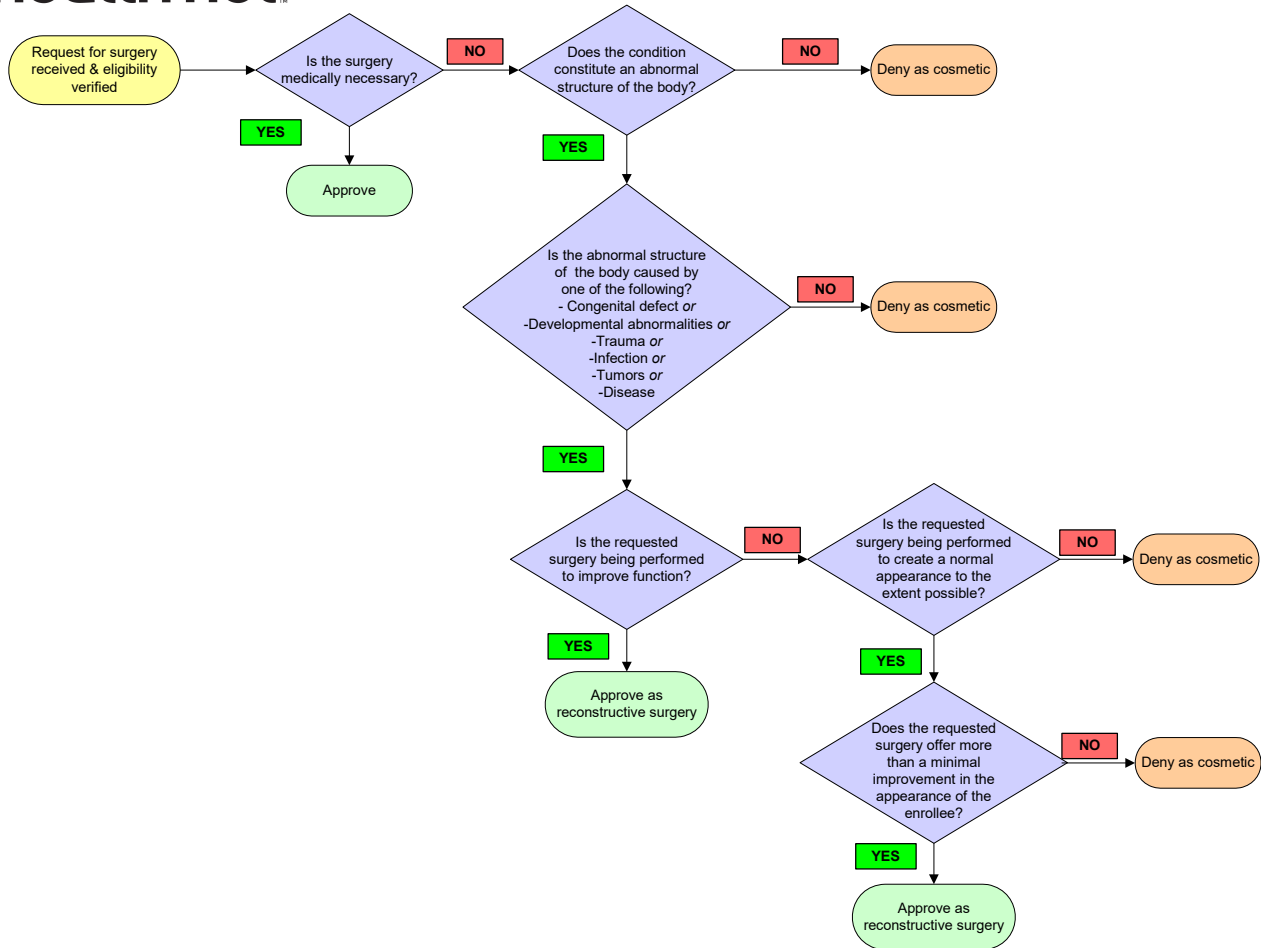 Request for surgery
received & eligibility
verified
Is the surgery
medically necessary?
NO
Does the condition
constitute an abnormal
structure of the body?
NO
Deny as cosmetic
YES
Approve
YES
Is the abnormal structure
of the body caused by
one of the following?
- Congenital defect or
-Developmental abnormalities or
-Trauma or
-Infection or
-Tumors or
-Disease
NO
Deny as cosmetic
YES
Is the requested
surgery being performed
to improve function?
NO
Is the requested
surgery being performed
to create a normal
appearance to the
extent possible?
NO
Deny as cosmetic
YES
Approve as
reconstructive surgery
YES
Does the requested
surgery offer more
than a minimal
improvement in the
appearance of the
enrollee?
NO
Deny as cosmetic
YES
Approve as
reconstructive surgery